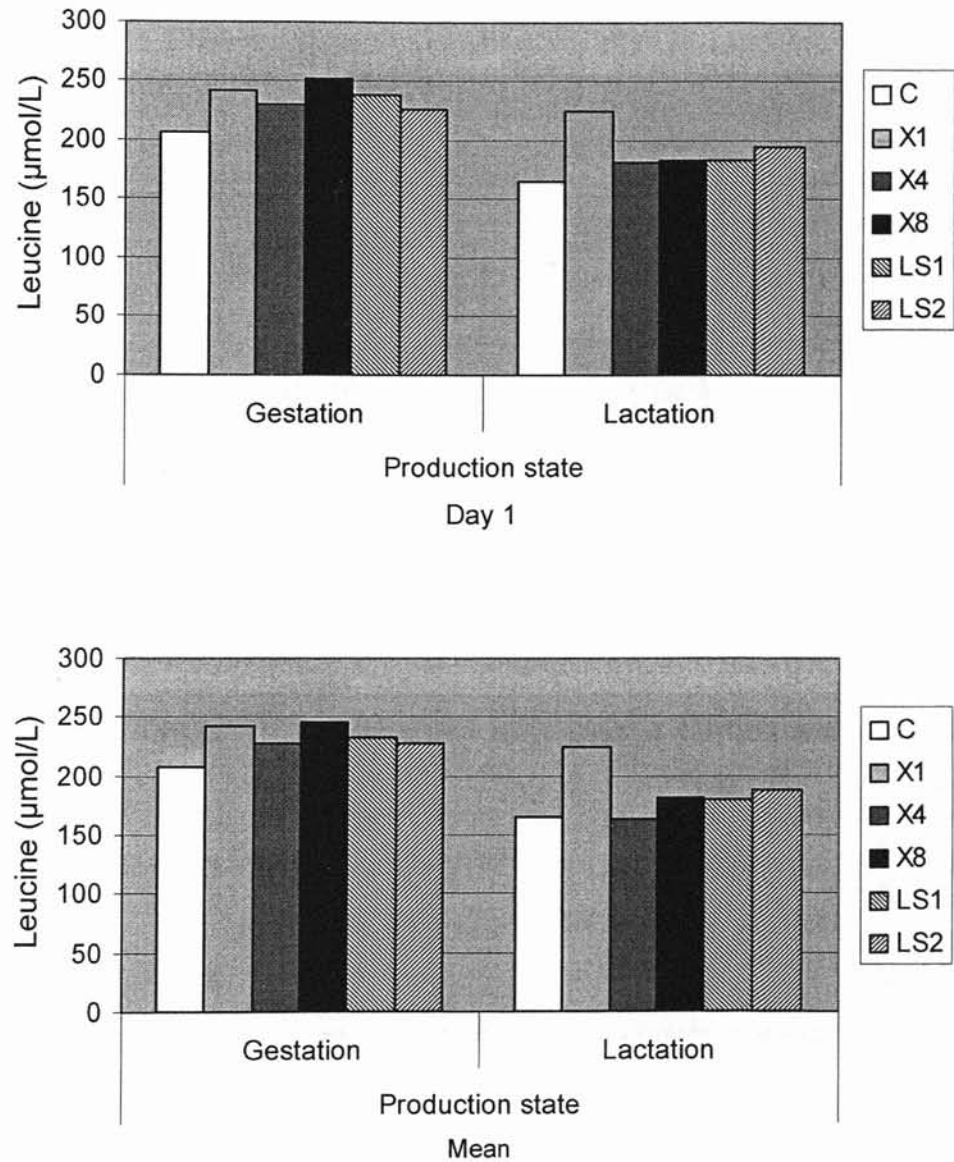 300
250
200
150
100
50
0
Leucine (µmol/L)
Gestation Lactation
Production state
Day 1
C
X1
X4
X8
LS1
LS2
300
250
200
150
100
50
0
Leucine (µmol/L)
Gestation Lactation
Production state
Mean
C
X1
X4
X8
LS1
LS2